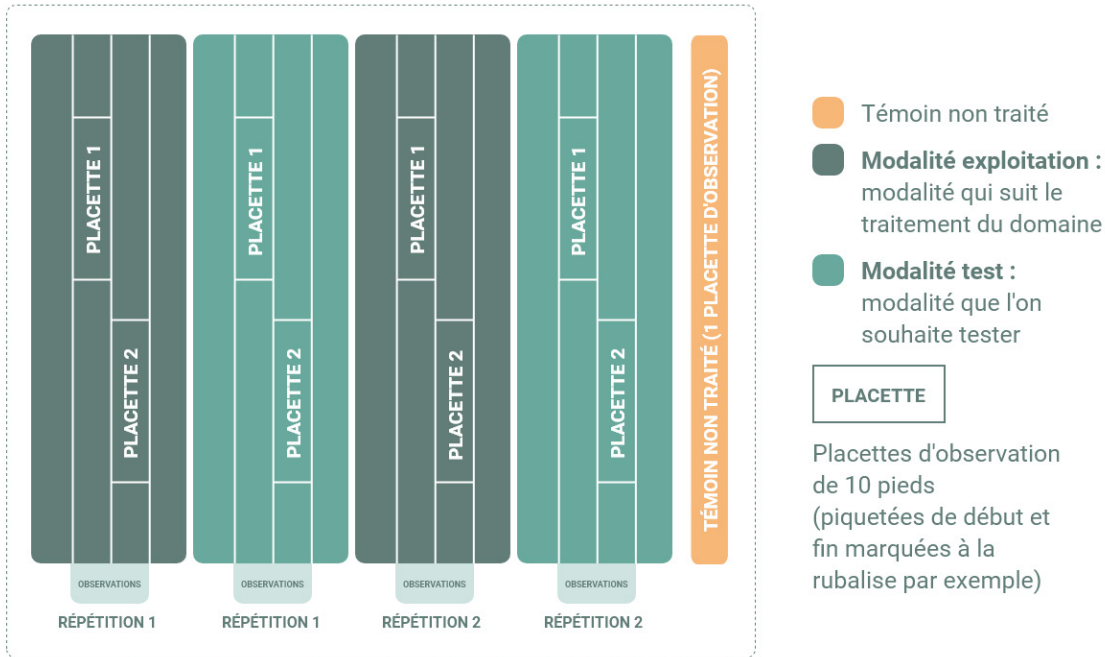 PLACETTE 1
PLACETTE 2
PLACETTE 1
PLACETTE 2
PLACETTE 1
PLACETTE 2
PLACETTE 1
PLACETTE 2
TÉMOIN NON TRAITÉ (1 PLACETTE D'OBSERVATION)
OBSERVATIONS
OBSERVATIONS
OBSERVATIONS
OBSERVATIONS
RÉPÉTITION 1
RÉPÉTITION 1
RÉPÉTITION 2
RÉPÉTITION 2
Témoin non traité
Modalité exploitation :
modalité qui suit le
traitement du domaine
Modalité test :
modalité que l'on
souhaite tester
PLACETTE
Placettes d'observation
de 10 pieds
(piquetées de début et
fin marquées à la
rubalise par exemple)